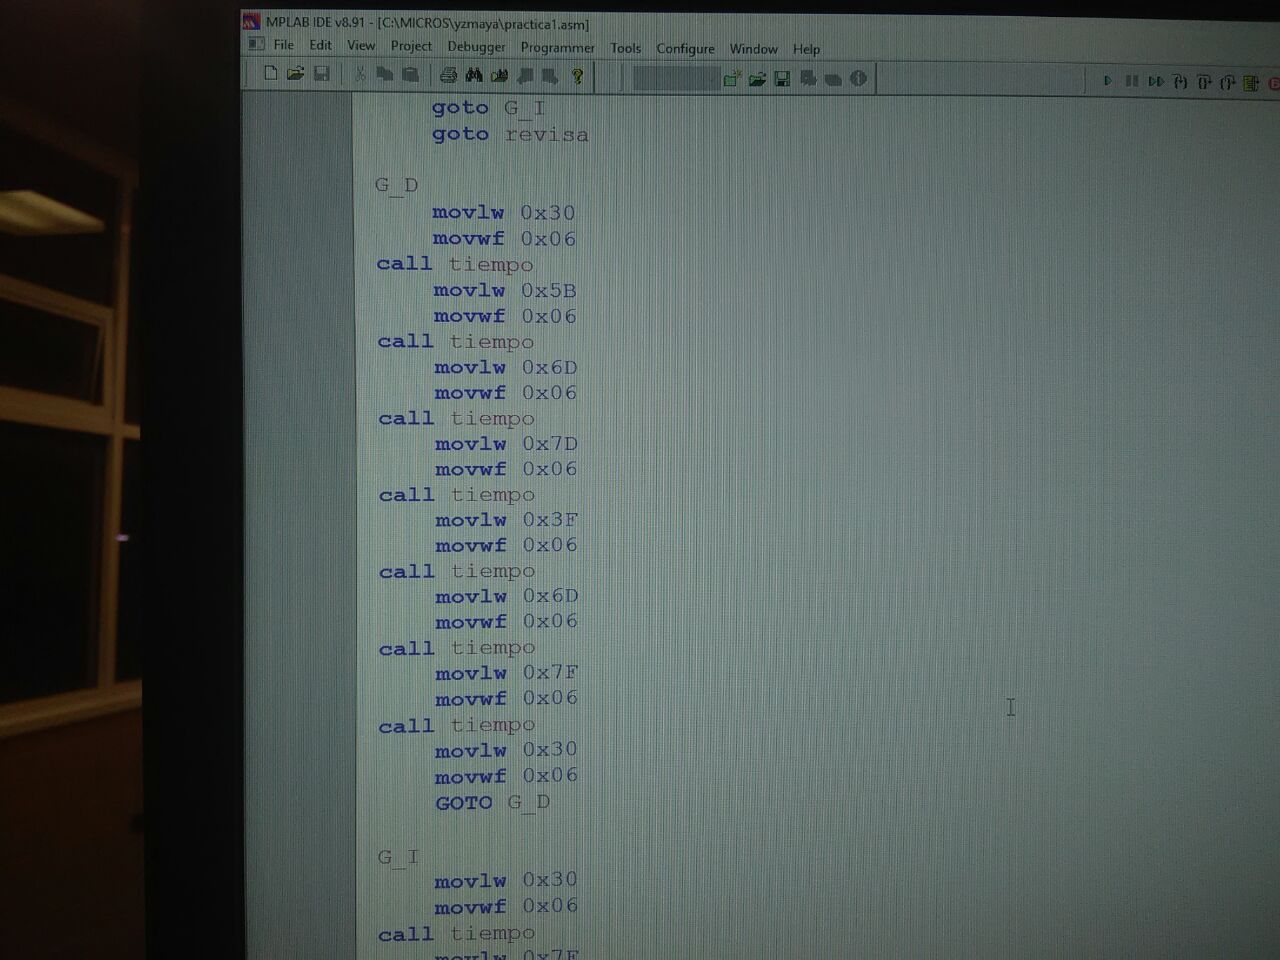 MPLAB IDE v8.91 - [C:\MICROS\yzmaya\practica1.asm]
File Edit View Project Debugger Programmer Tools Configure Window Help
goto G_I
goto revisa
G_D
movlw 0x30
movwf 0x06
call tiempo
movlw 0x5B
movwf 0x06
call tiempo
movlw 0x6D
movwf 0x06
call tiempo
movlw 0x7D
movwf 0x06
call tiempo
movlw 0x3F
movwf 0x06
call tiempo
movlw 0x6D
movwf 0x06
call tiempo
movlw 0x7F
movwf 0x06
call tiempo
movlw 0x30
movwf 0x06
GOTO G_D
G_I
movlw 0x30
movwf 0x06
call tiempo
movlw